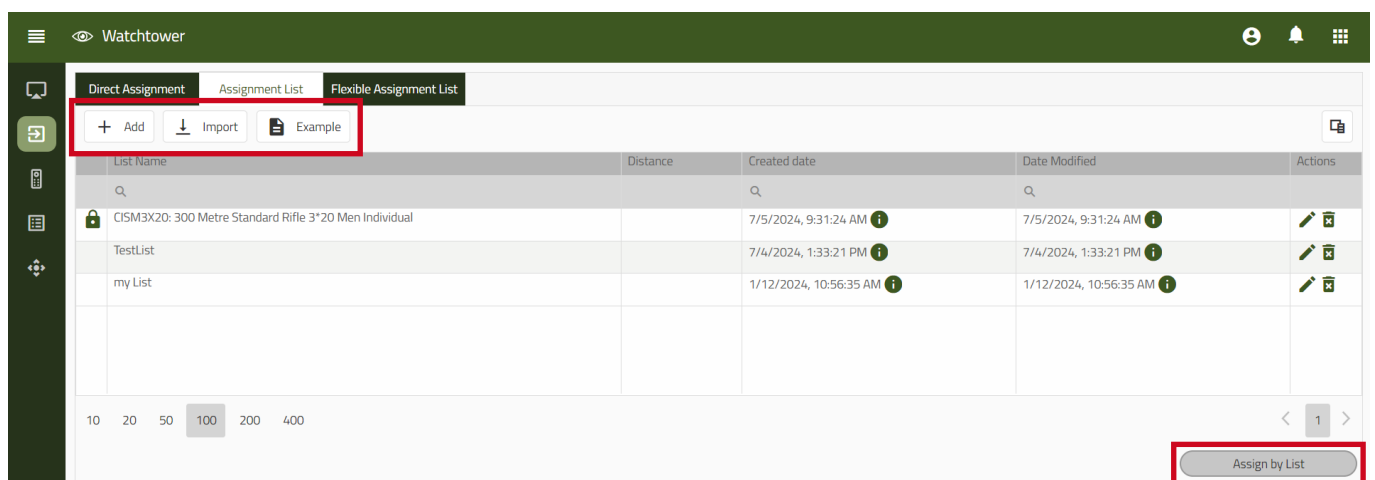 Watchtower
Direct Assignment Assignment List Flexible Assignment List
+ Add Import Example
List Name Distance Created date Date Modified Actions
CISM3X20: 300 Metre Standard Rifle 3*20 Men Individual 7/5/2024, 9:31:24 AM 7/5/2024, 9:31:24 AM
TestList 7/4/2024, 1:33:21 PM 7/4/2024, 1:33:21 PM
my List 1/12/2024, 10:56:35 AM 1/12/2024, 10:56:35 AM
10 20 50 100 200 400 < 1 >
Assign by List